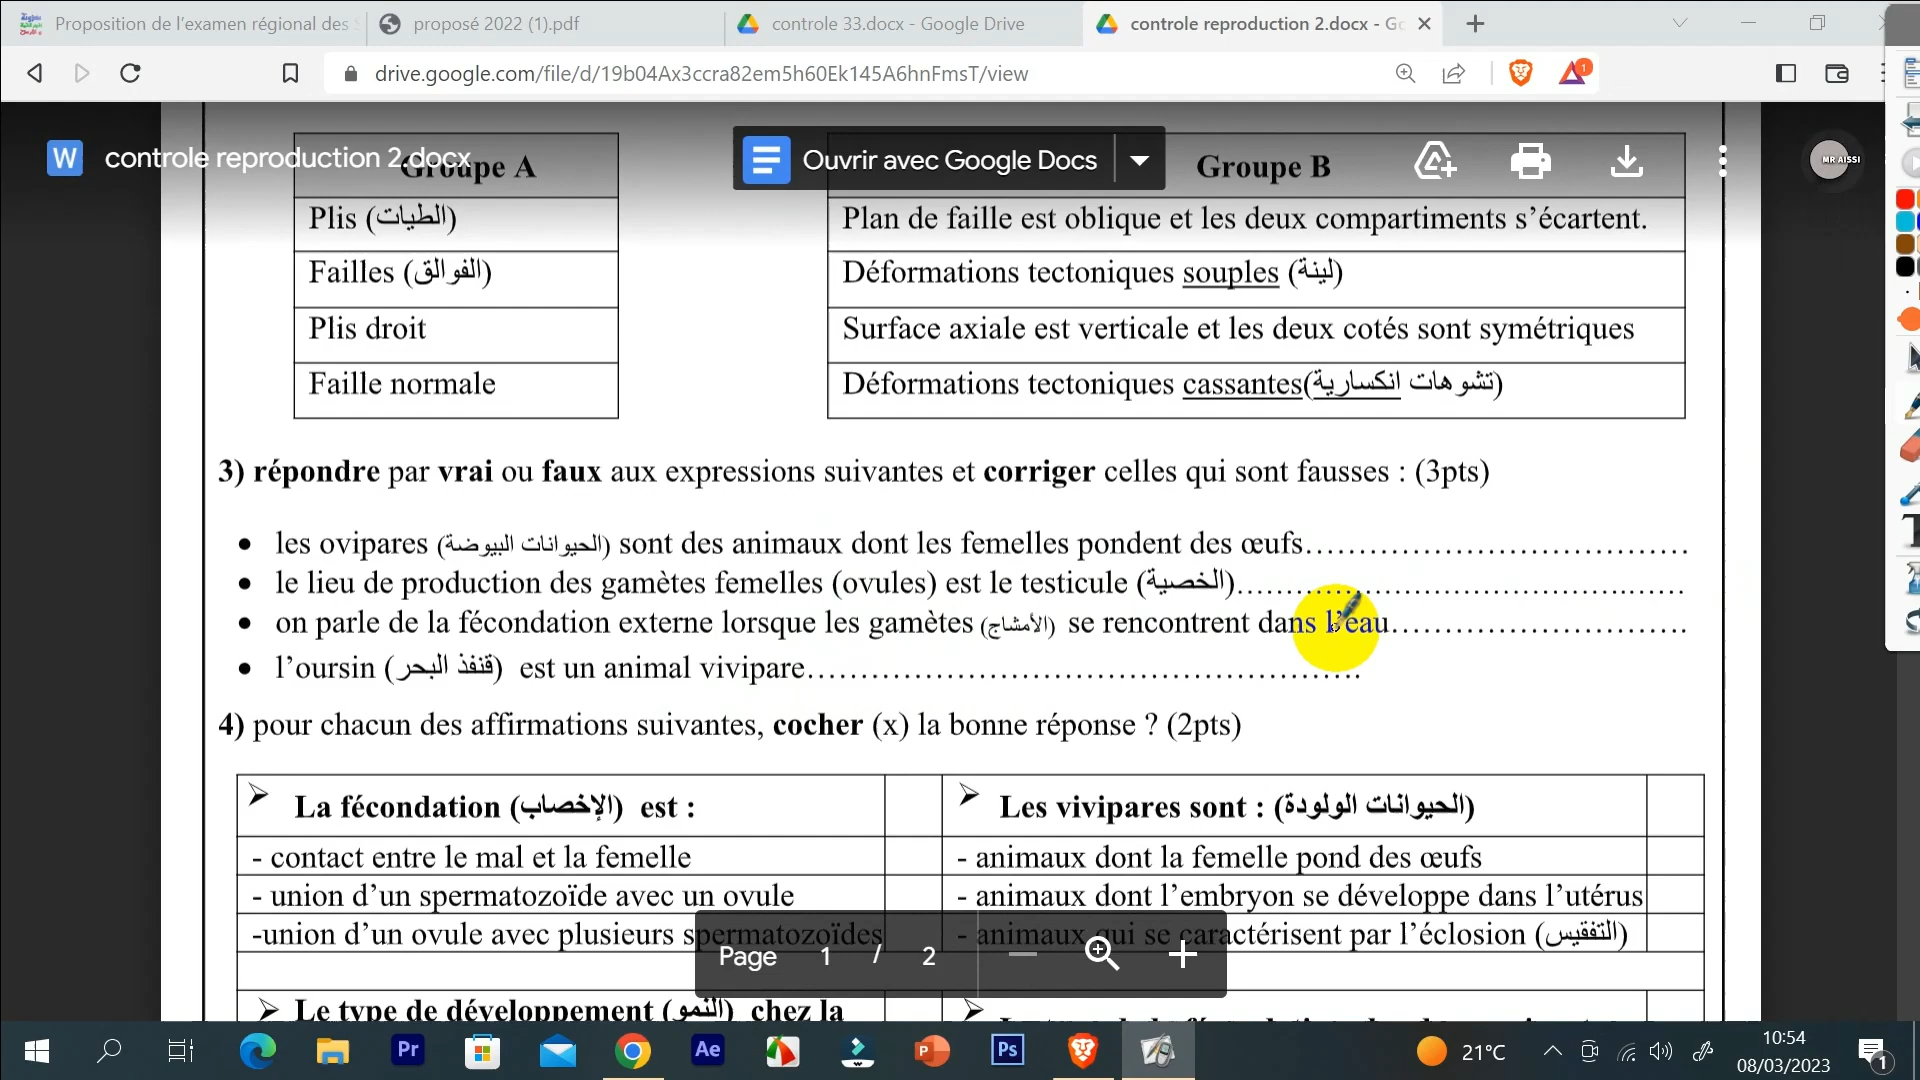 Proposition de l'examen régional des
proposé 2022 (1).pdf
controle 33.docx - Google Drive
controle reproduction 2.docx - Go
drive.google.com/file/d/19b04Ax3ccra82em5h60Ek145A6hnFmsT/view
1
W
controle reproduction 2.docx
Ouvrir avec Google Docs
MR AISSI
Groupe A
Groupe B
Plis (الطيات)
Plan de faille est oblique et les deux compartiments s'écartent.
Failles (الفوالق)
Déformations tectoniques souples (لينة)
Plis droit
Surface axiale est verticale et les deux cotés sont symétriques
Faille normale
Déformations tectoniques cassantes(تشوهات انكسارية)
3) répondre par vrai ou faux aux expressions suivantes et corriger celles qui sont fausses : (3pts)
• les ovipares (الحيوانات البيوضة) sont des animaux dont les femelles pondent des œufs…………………………………
• le lieu de production des gamètes femelles (ovules) est le testicule (الخصية)……………………………………..……
• on parle de la fécondation externe lorsque les gamètes (الأمشاج) se rencontrent dans l'eau……………………………
• l'oursin (قنفذ البحر) est un animal vivipare…………………………………………………….
4) pour chacun des affirmations suivantes, cocher (x) la bonne réponse ? (2pts)
➢ La fécondation (الإخصاب) est :
➢ Les vivipares sont : (الحيوانات الولودة)
- contact entre le mal et la femelle
- animaux dont la femelle pond des œufs
- union d'un spermatozoïde avec un ovule
- animaux dont l'embryon se développe dans l'utérus
-union d'un ovule avec plusieurs spermatozoïdes
- animaux qui se caractérisent par l'éclosion (التفقيس)
Page 1 / 2
➢ Le type de développement (النمو) chez la
Pr
Ae
P
Ps
21°C
10:54
08/03/2023
1